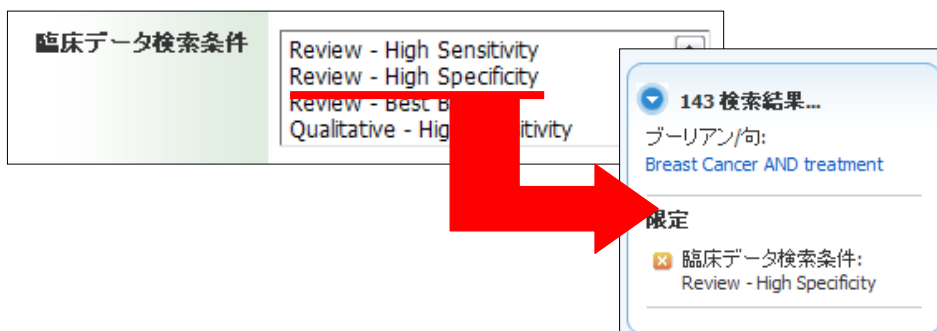 臨床データ検索条件
Review - High Sensitivity
Review - High Specificity
Review - Best B
Qualitative - Hig itivity
143 検索結果...
ブーリアン/句:
Breast Cancer AND treatment
限定
臨床データ検索条件:
Review - High Specificity